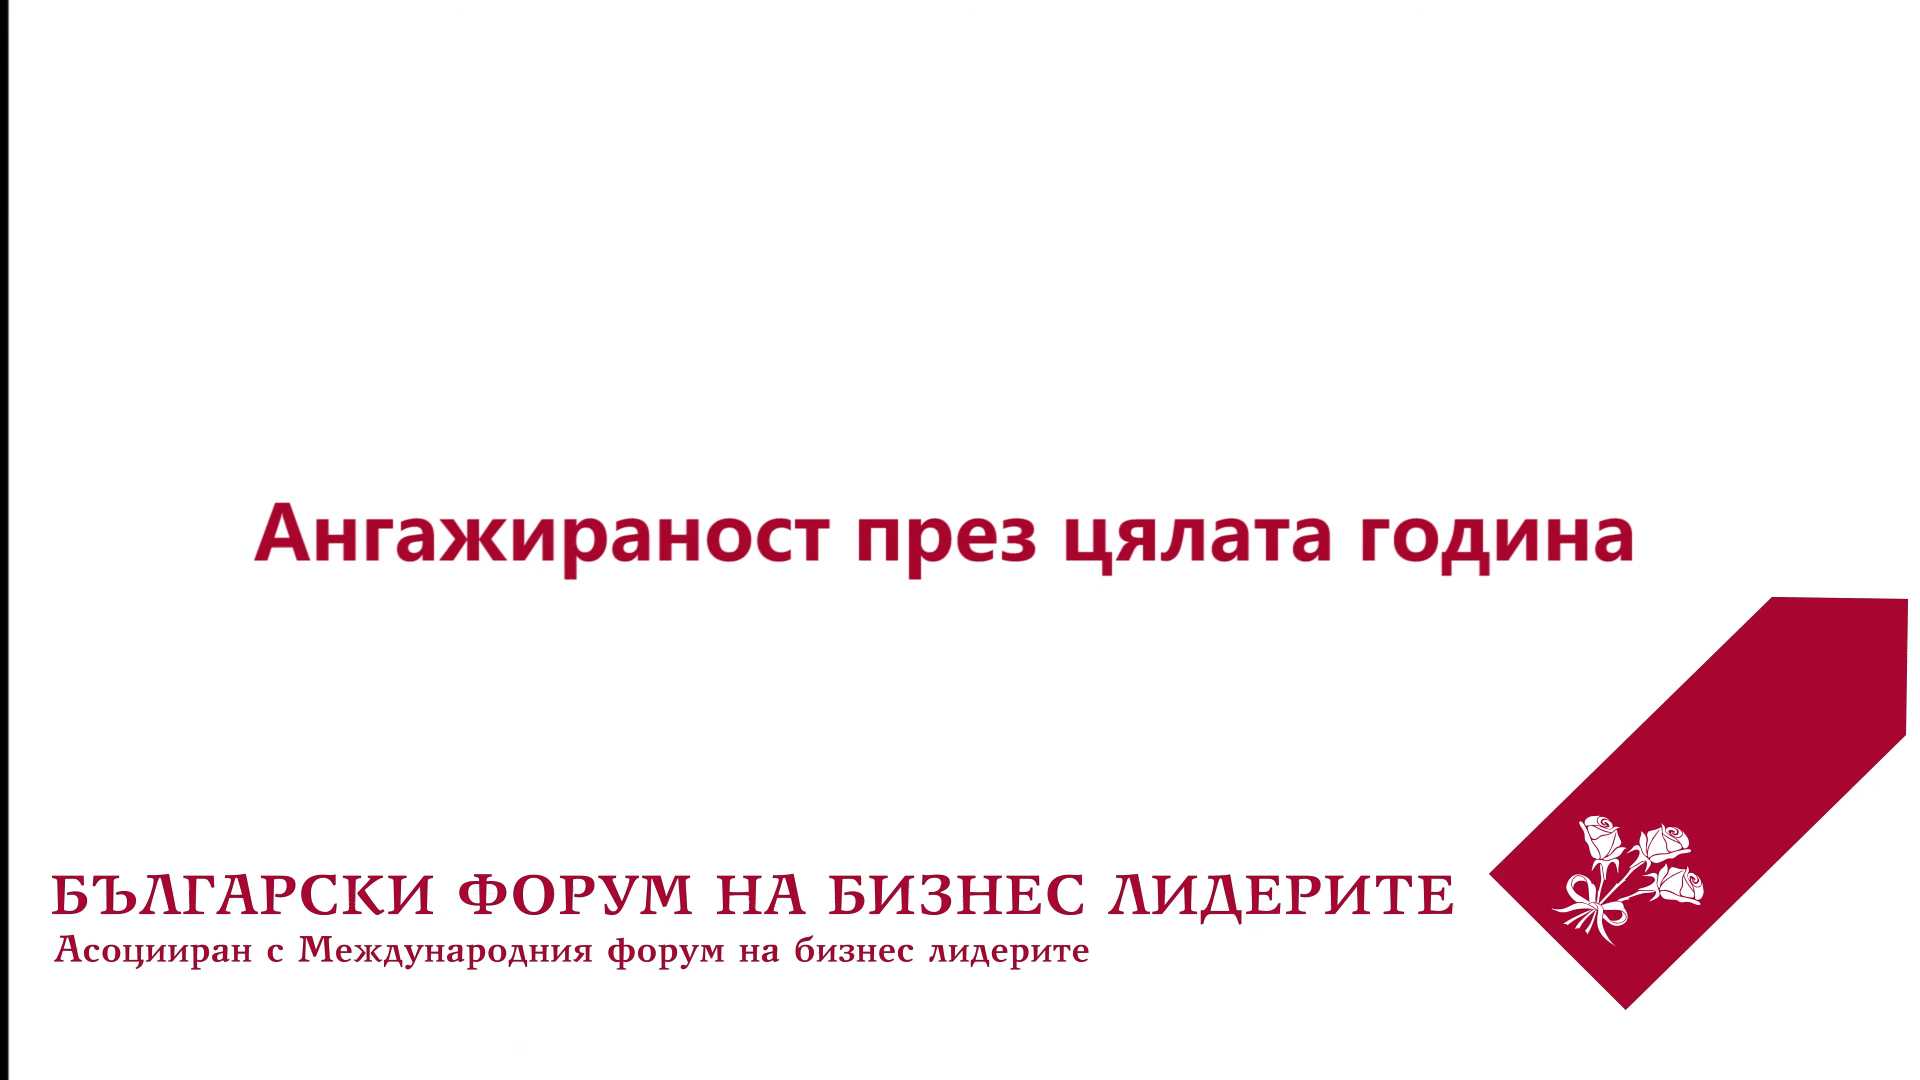 Ангажираност през цялата година
БЪЛГАРСКИ ФОРУМ НА БИЗНЕС ЛИДЕРИТЕ
Асоцииран с Международния форум на бизнес лидерите